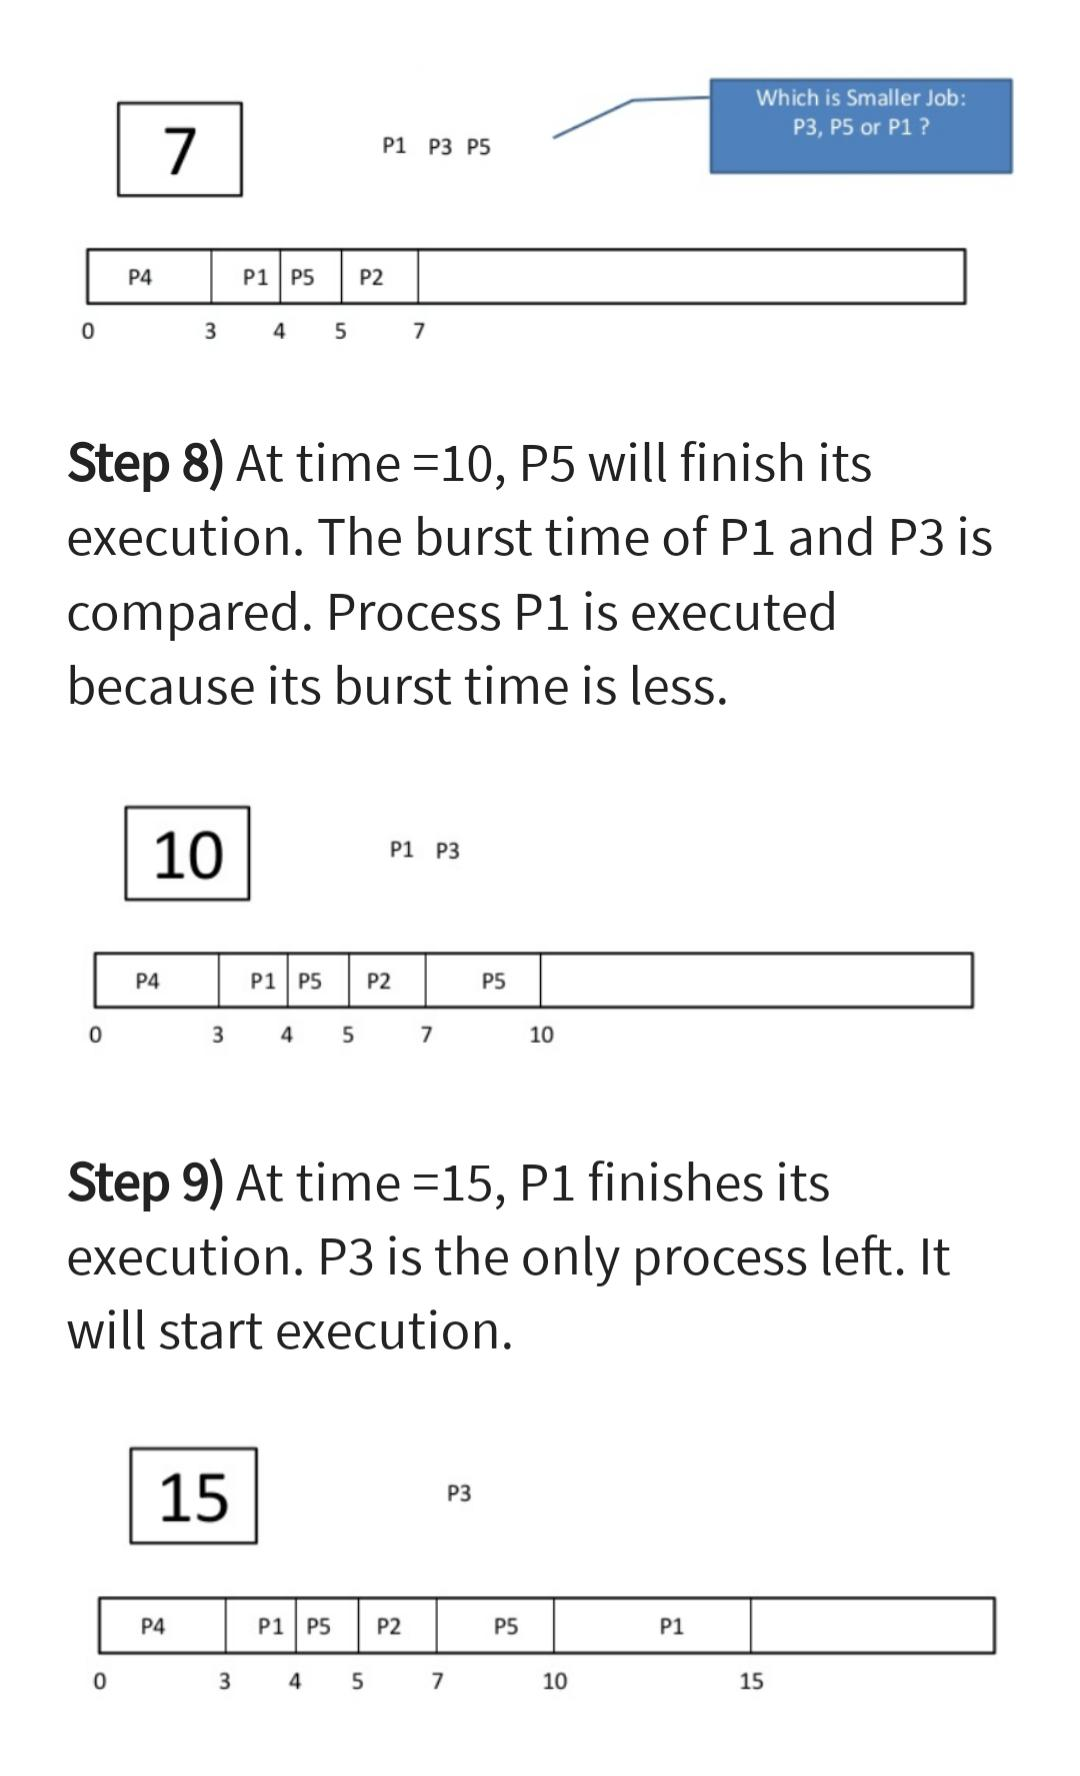 Which is Smaller Job:
P3, P5 or P1 ?
7
P1 P3 P5
P4 P1 P5 P2
0 3 4 5 7
Step 8) At time =10, P5 will finish its
execution. The burst time of P1 and P3 is
compared. Process P1 is executed
because its burst time is less.
10
P1 P3
P4 P1 P5 P2 P5
0 3 4 5 7 10
Step 9) At time =15, P1 finishes its
execution. P3 is the only process left. It
will start execution.
15
P3
P4 P1 P5 P2 P5 P1
0 3 4 5 7 10 15